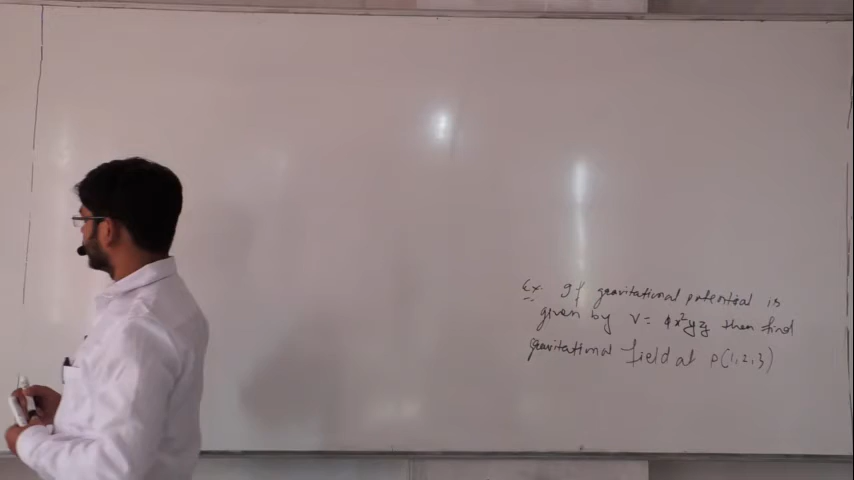 Ex. If gravitational potential is
given by V = 4x²yz then find
gravitational field at P(1,2,3)